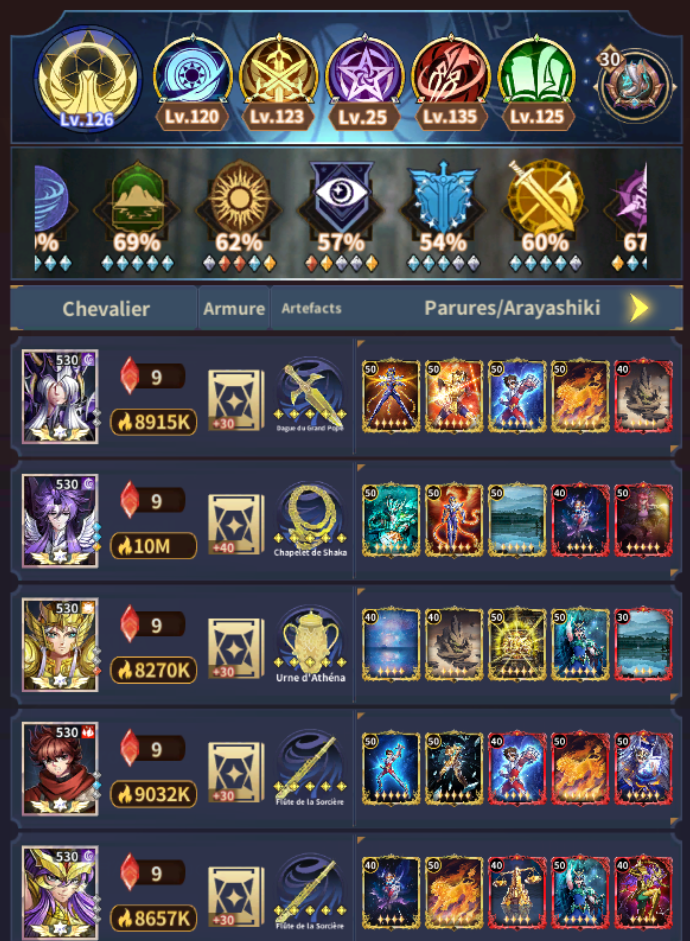 Lv.126
Lv.120
Lv.123
Lv.25
Lv.135
Lv.125
30
%
69%
62%
57%
54%
60%
67
Chevalier
Armure
Artefacts
Parures/Arayashiki
530
9
8915K
+30
Dague du Grand Pope
50
50
50
50
40
530
9
10M
+40
Chapelet de Shaka
50
50
50
40
50
530
9
8270K
+30
Urne d'Athéna
40
40
50
50
30
530
9
9032K
+30
Flûte de la Sorcière
50
50
40
50
50
530
9
8657K
+30
Flûte de la Sorcière
40
50
40
50
40